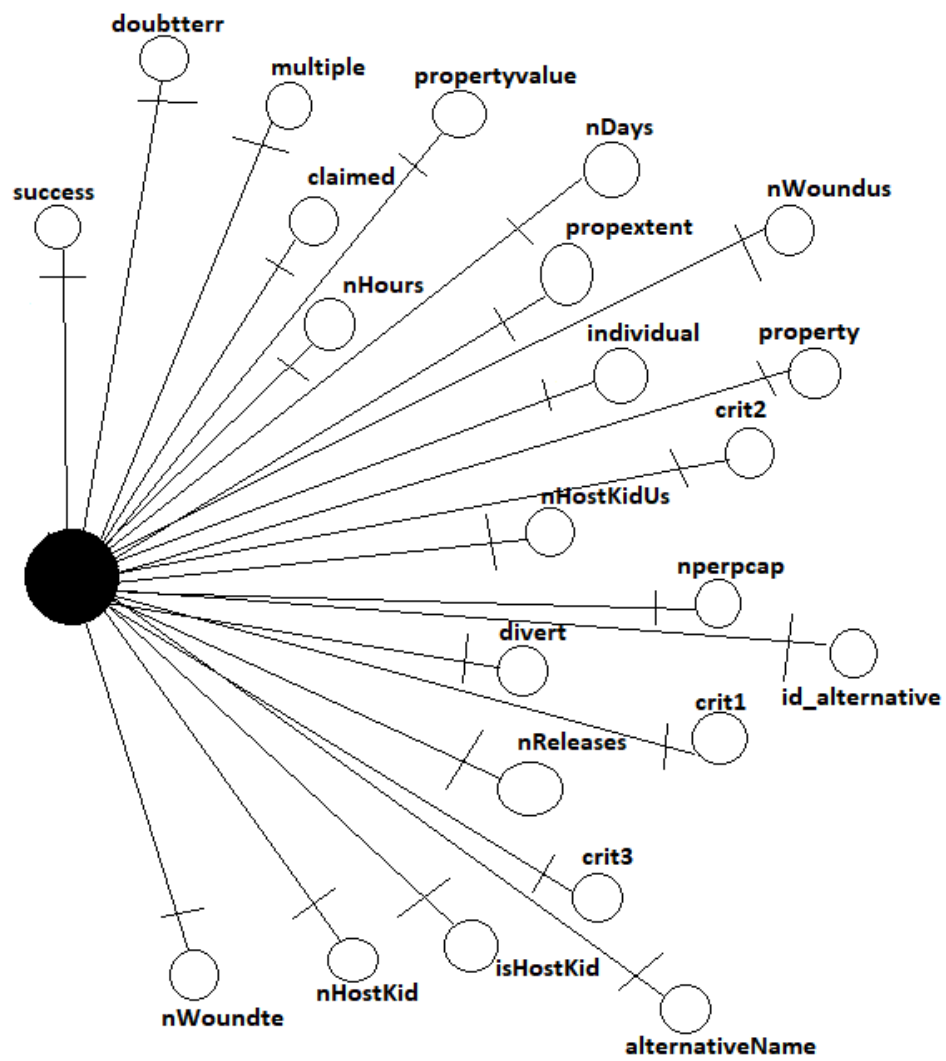 doubtterr
multiple
propertyvalue
nDays
claimed
success
nWoundus
propextent
nHours
individual
property
crit2
nHostKidUs
nperpcap
divert
id_alternative
crit1
nReleases
crit3
isHostKid
nHostKid
nWoundte
alternativeName